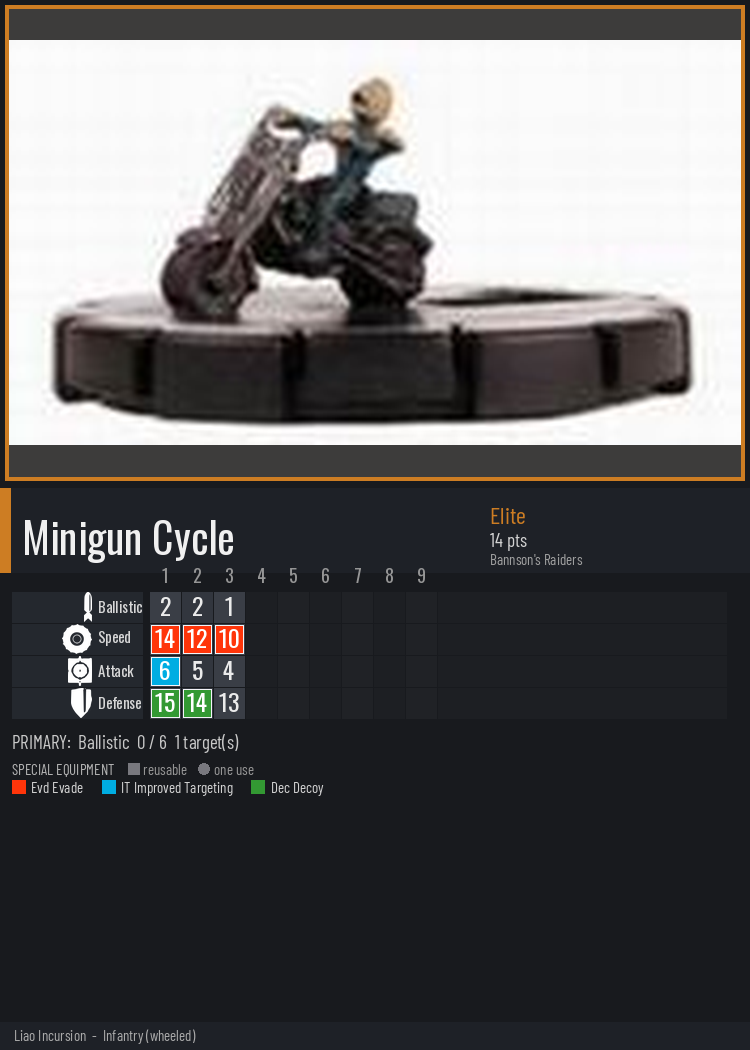 Minigun Cycle
Elite
14 pts
Bannson's Raiders
1 2 3 4 5 6 7 8 9
Ballistic 2 2 1
Speed 14 12 10
Attack 6 5 4
Defense 15 14 13
PRIMARY: Ballistic 0 / 6 1 target(s)
SPECIAL EQUIPMENT reusable one use
Evd Evade IT Improved Targeting Dec Decoy
Liao Incursion - Infantry (wheeled)